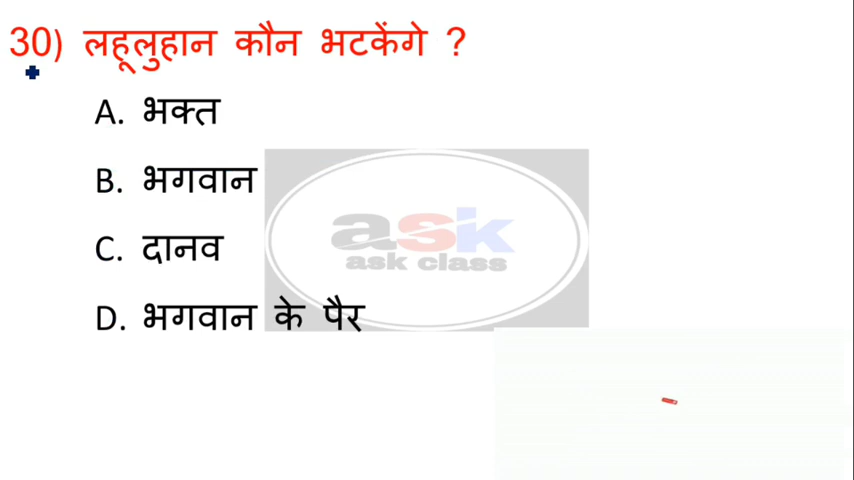 30) लहूलुहान कौन भटकेंगे ?
A. भक्त
B. भगवान
C. दानव
D. भगवान के पैर
ask
ask class